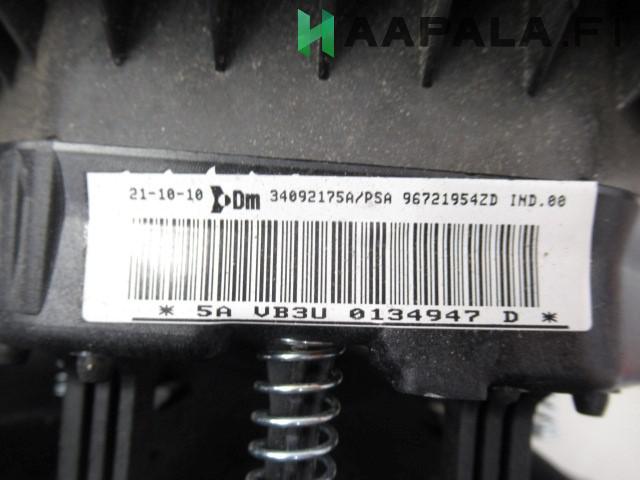 HAAPALA.FI
21-10-10 Dm 34092175A/PSA 96721954ZD IND.00
* 5A VB3U 0134947 D *